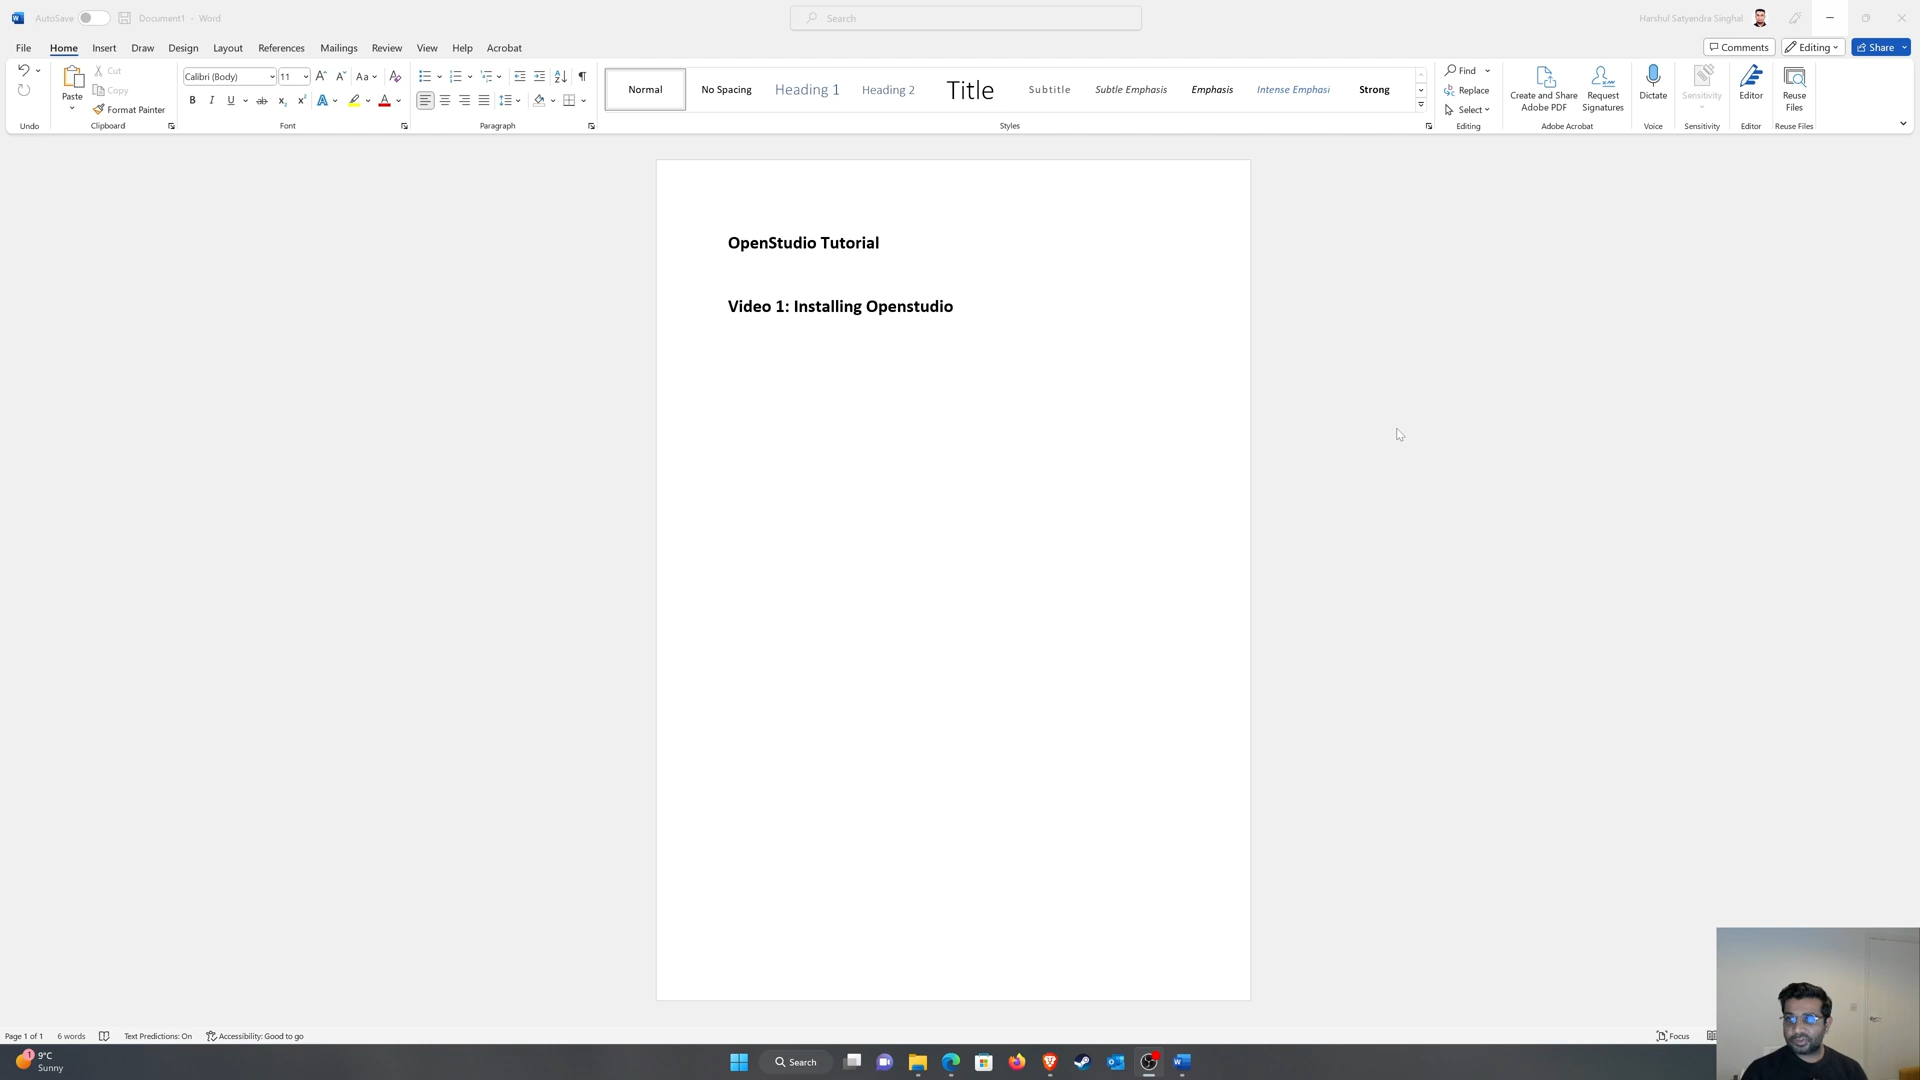 AutoSave Document1 - Word Search Harshul Satyendra Singhal
File Home Insert Draw Design Layout References Mailings Review View Help Acrobat Comments Editing Share
Cut
Copy
Paste
Format Painter
Calibri (Body) 11
Normal No Spacing Heading 1 Heading 2 Title Subtitle Subtle Emphasis Emphasis Intense Emphasi Strong
Find
Replace
Select
Create and Share
Adobe PDF
Request
Signatures
Dictate
Sensitivity
Editor
Reuse
Files
Undo Clipboard Font Paragraph Styles Editing Adobe Acrobat Voice Sensitivity Editor Reuse Files
OpenStudio Tutorial
Video 1: Installing Openstudio
Page 1 of 1 6 words Text Predictions: On Accessibility: Good to go Focus
1
9°C
Sunny
Search